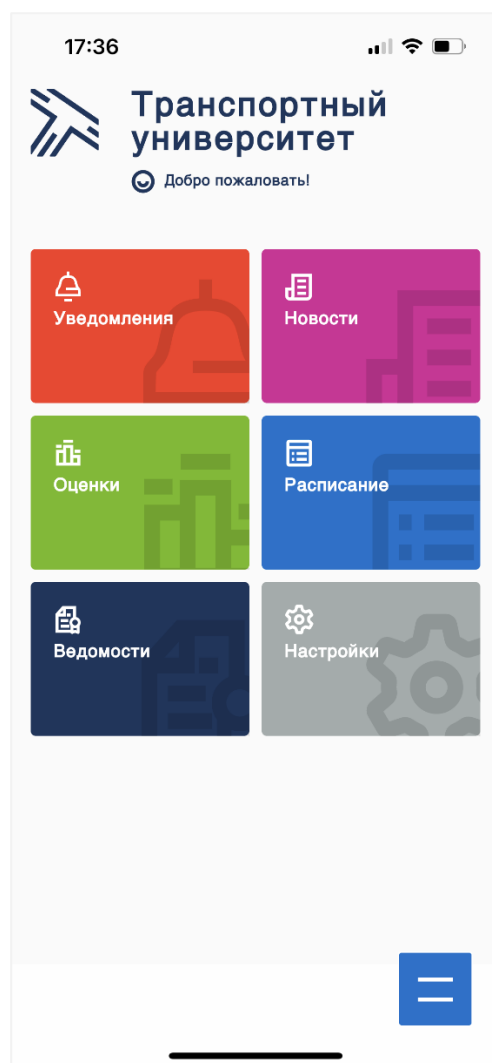 17:36
Транспортный
университет
Добро пожаловать!
Уведомления
Новости
Оценки
Расписание
Ведомости
Настройки